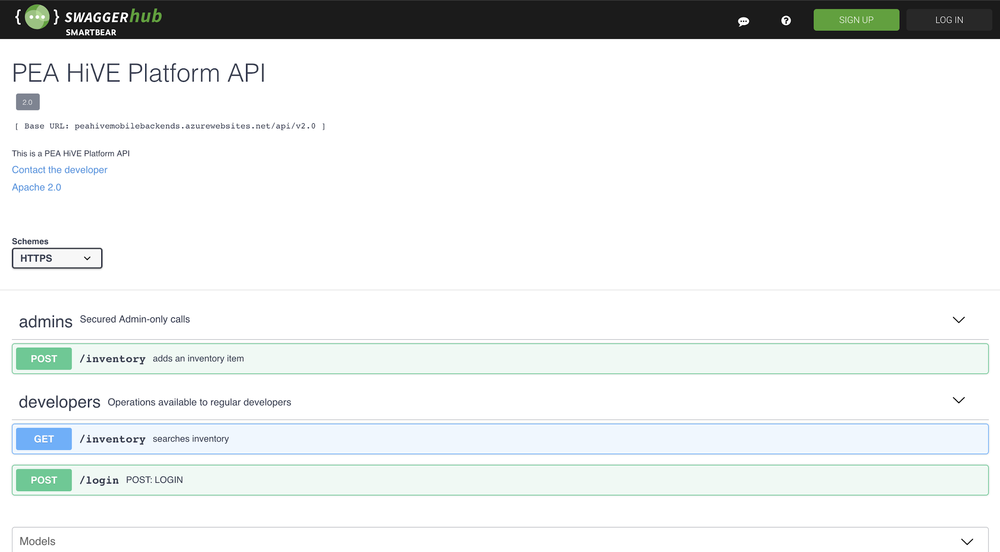 {...} SWAGGERhub
SMARTBEAR
SIGN UP
LOG IN
PEA HiVE Platform API
2.0
[ Base URL: peahivemobilebackends.azurewebsites.net/api/v2.0 ]
This is a PEA HiVE Platform API
Contact the developer
Apache 2.0
Schemes
HTTPS
admins Secured Admin-only calls
POST /inventory adds an inventory item
developers Operations available to regular developers
GET /inventory searches inventory
POST /login POST: LOGIN
Models